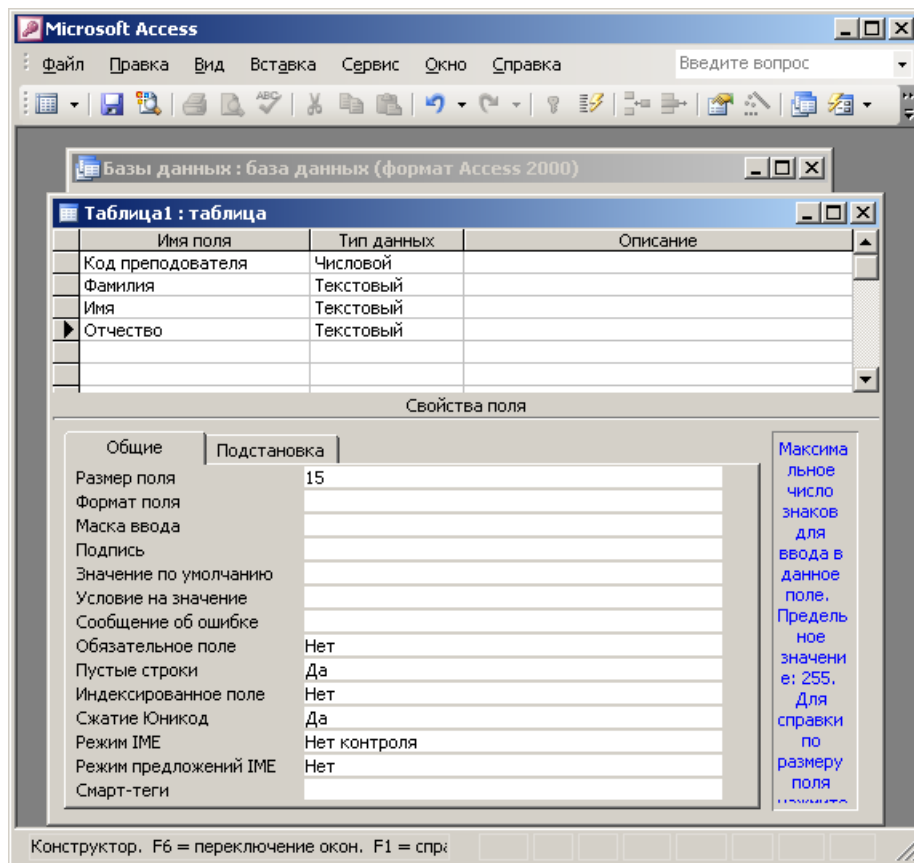 Microsoft Access
Файл Правка Вид Вставка Сервис Окно Справка Введите вопрос
Базы данных : база данных (формат Access 2000)
Таблица1 : таблица
Имя поля Тип данных Описание
Код преподователя Числовой
Фамилия Текстовый
Имя Текстовый
Отчество Текстовый
Свойства поля
Общие Подстановка
Размер поля 15
Формат поля
Маска ввода
Подпись
Значение по умолчанию
Условие на значение
Сообщение об ошибке
Обязательное поле Нет
Пустые строки Да
Индексированное поле Нет
Сжатие Юникод Да
Режим IME Нет контроля
Режим предложений IME Нет
Смарт-теги
Максима
льное
число
знаков
для
ввода в
данное
поле.
Предель
ное
значени
е: 255.
Для
справки
по
размеру
поля
нажмите
Конструктор. F6 = переключение окон. F1 = спра